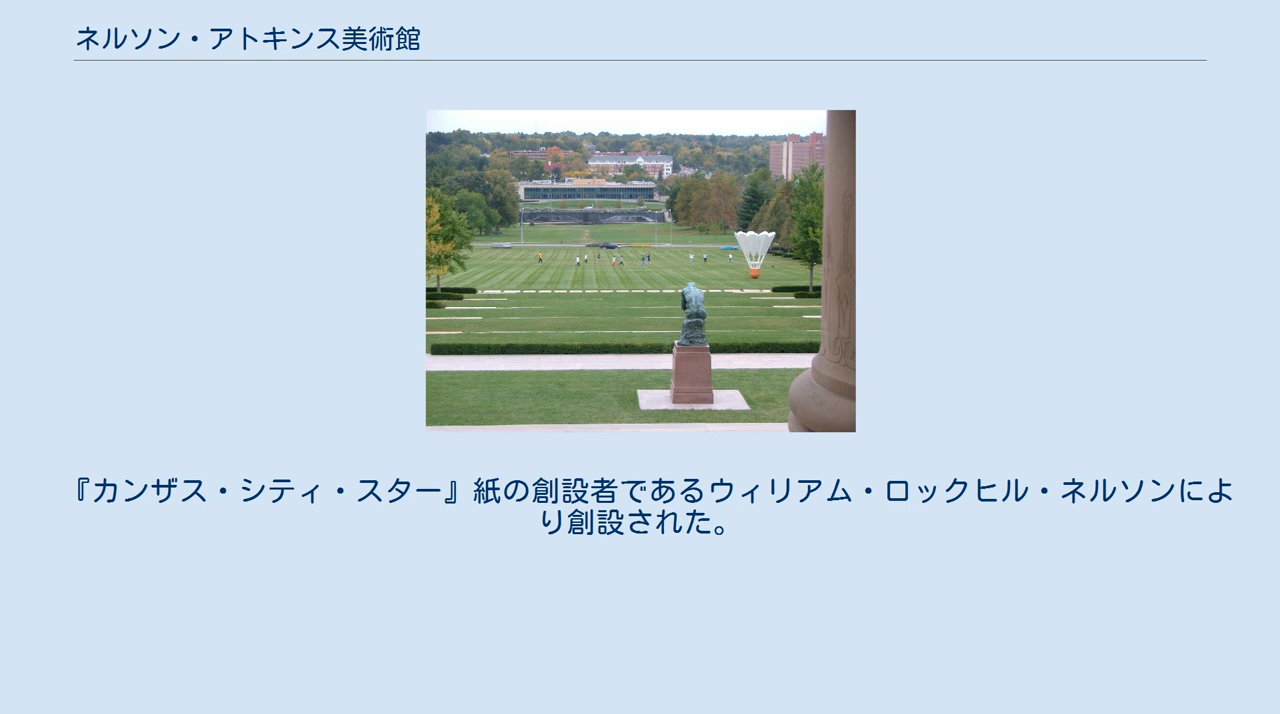 ネルソン・アトキンス美術館
『カンザス・シティ・スター』紙の創設者であるウィリアム・ロックヒル・ネルソンによ
り創設された。